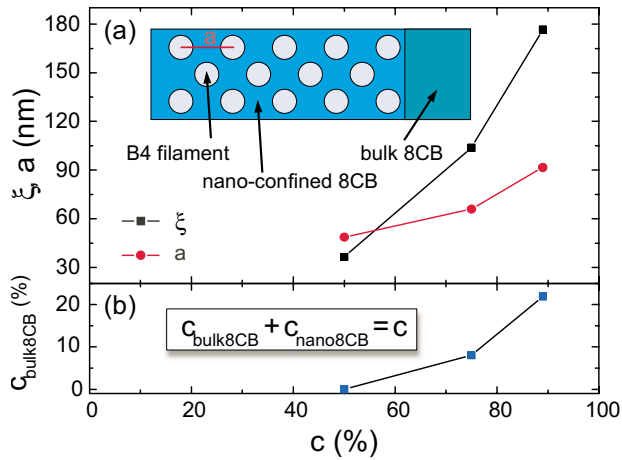 (a)
a
B4 filament
nano-confined 8CB
bulk 8CB
ξ, a (nm)
180
150
120
90
60
30
ξ
a
(b)
c_bulk8CB + c_nano8CB = c
c_bulk8CB (%)
20
10
0
0 20 40 60 80 100
c (%)